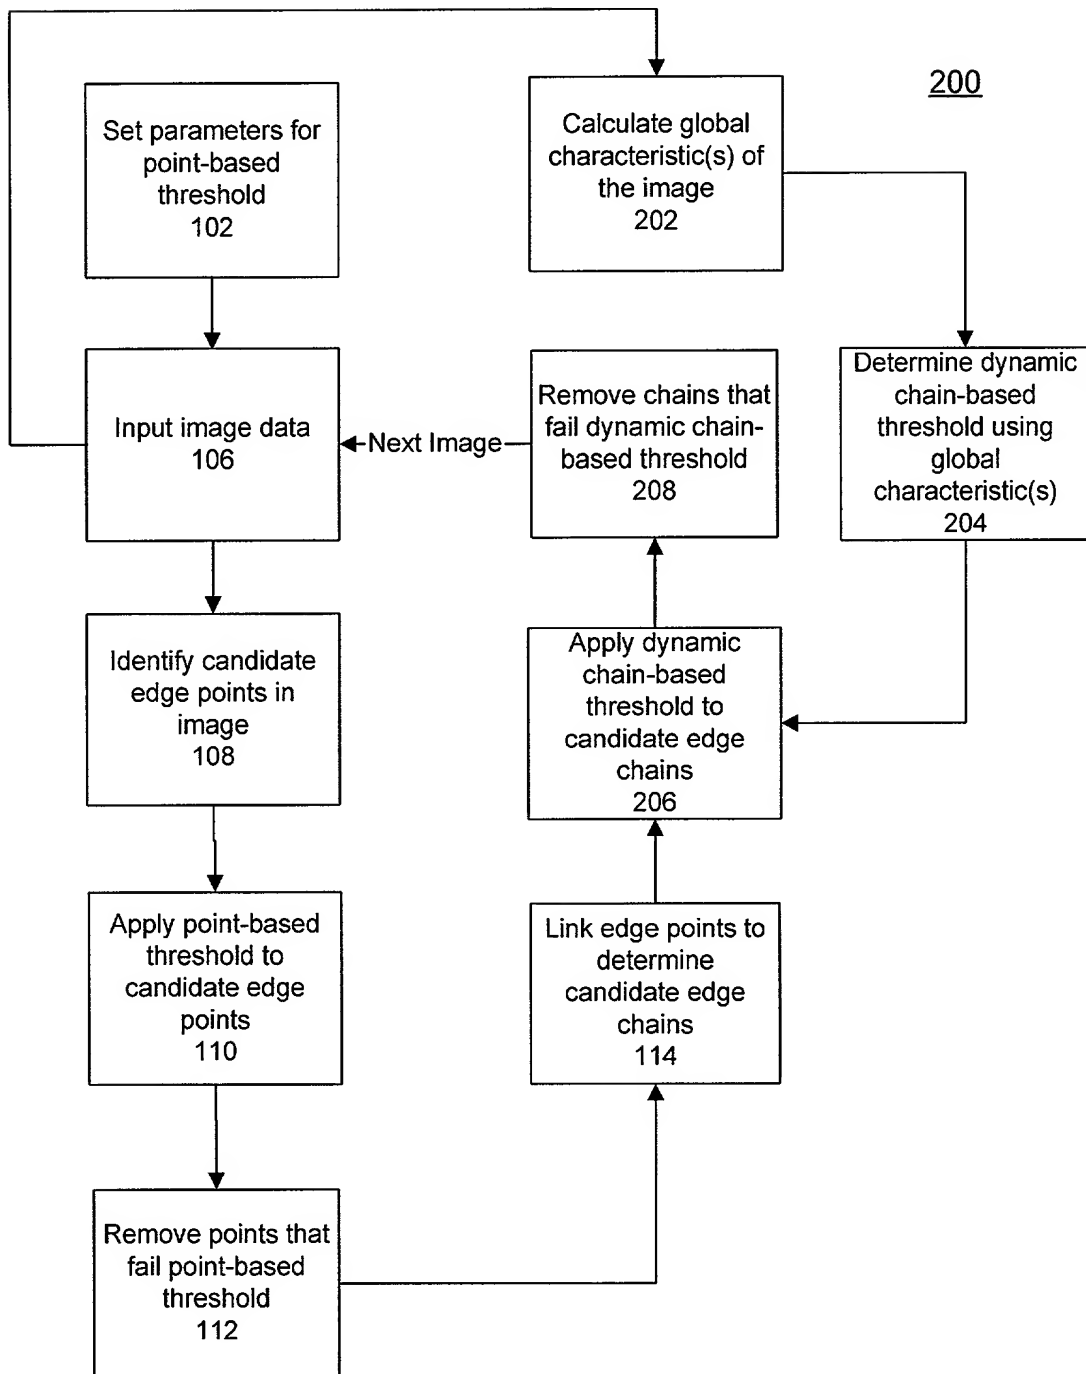 200
Set parameters for
point-based
threshold
102
Calculate global
characteristic(s) of
the image
202
Input image data
106
Next Image
Remove chains that
fail dynamic chain-
based threshold
208
Determine dynamic
chain-based
threshold using
global
characteristic(s)
204
Identify candidate
edge points in
image
108
Apply dynamic
chain-based
threshold to
candidate edge
chains
206
Apply point-based
threshold to
candidate edge
points
110
Link edge points to
determine
candidate edge
chains
114
Remove points that
fail point-based
threshold
112